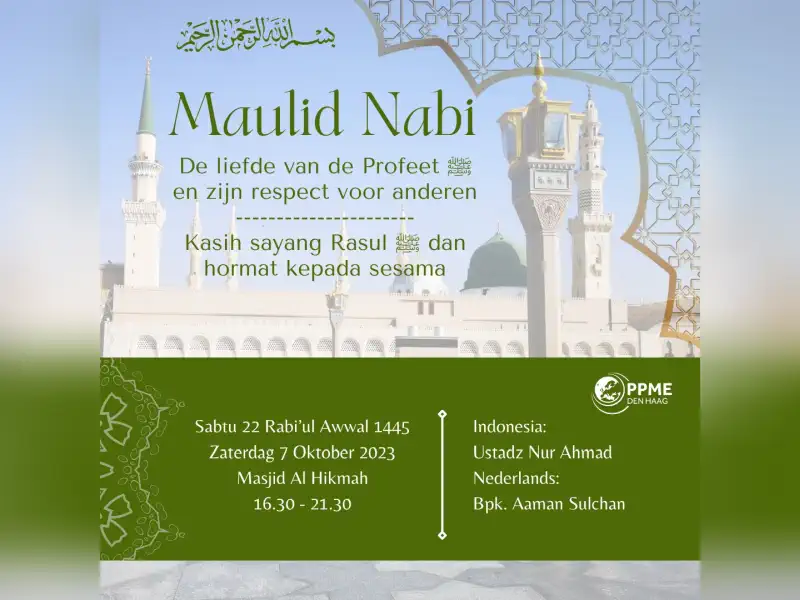 بسم الله الرحمن الرحيم
Maulid Nabi
De liefde van de Profeet ﷺ
en zijn respect voor anderen
----------------------
Kasih sayang Rasul ﷺ dan
hormat kepada sesama
PPME
DEN HAAG
Sabtu 22 Rabi'ul Awwal 1445
Zaterdag 7 Oktober 2023
Masjid Al Hikmah
16.30 - 21.30
Indonesia:
Ustadz Nur Ahmad
Nederlands:
Bpk. Aaman Sulchan